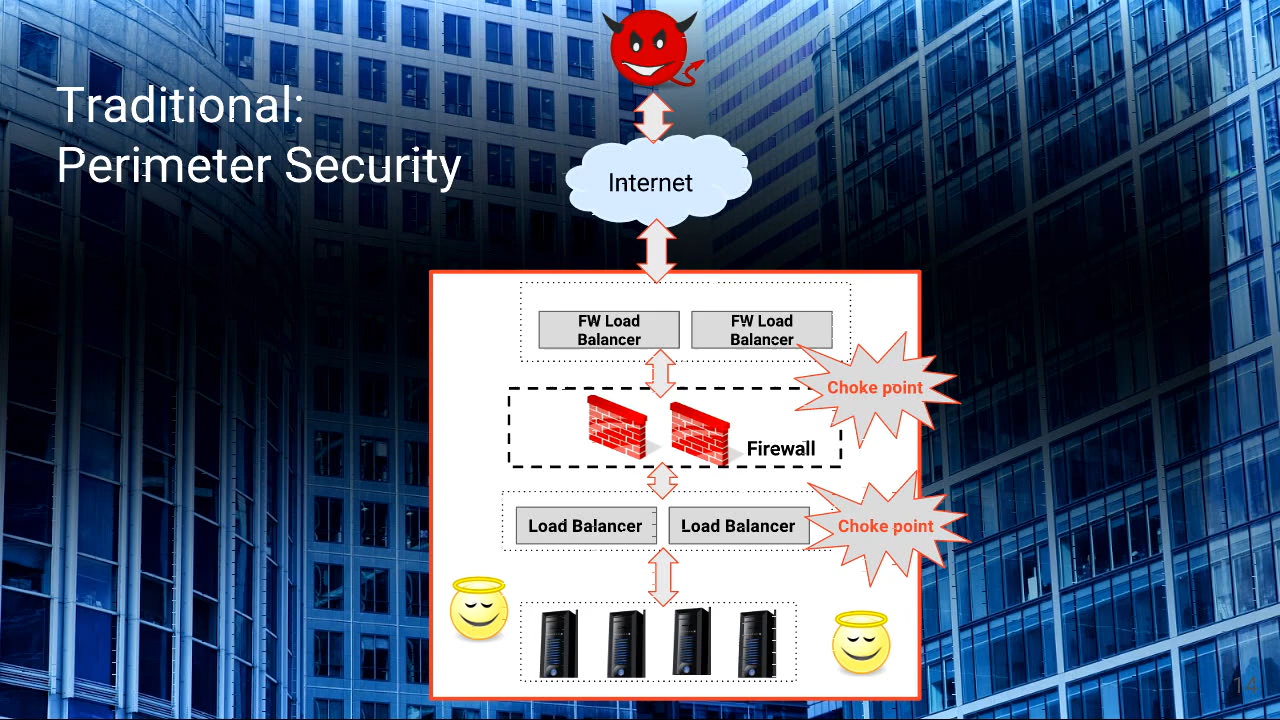 Traditional:
Perimeter Security
Internet
FW Load
Balancer
FW Load
Balancer
Choke point
Firewall
Load Balancer
Load Balancer
Choke point
14